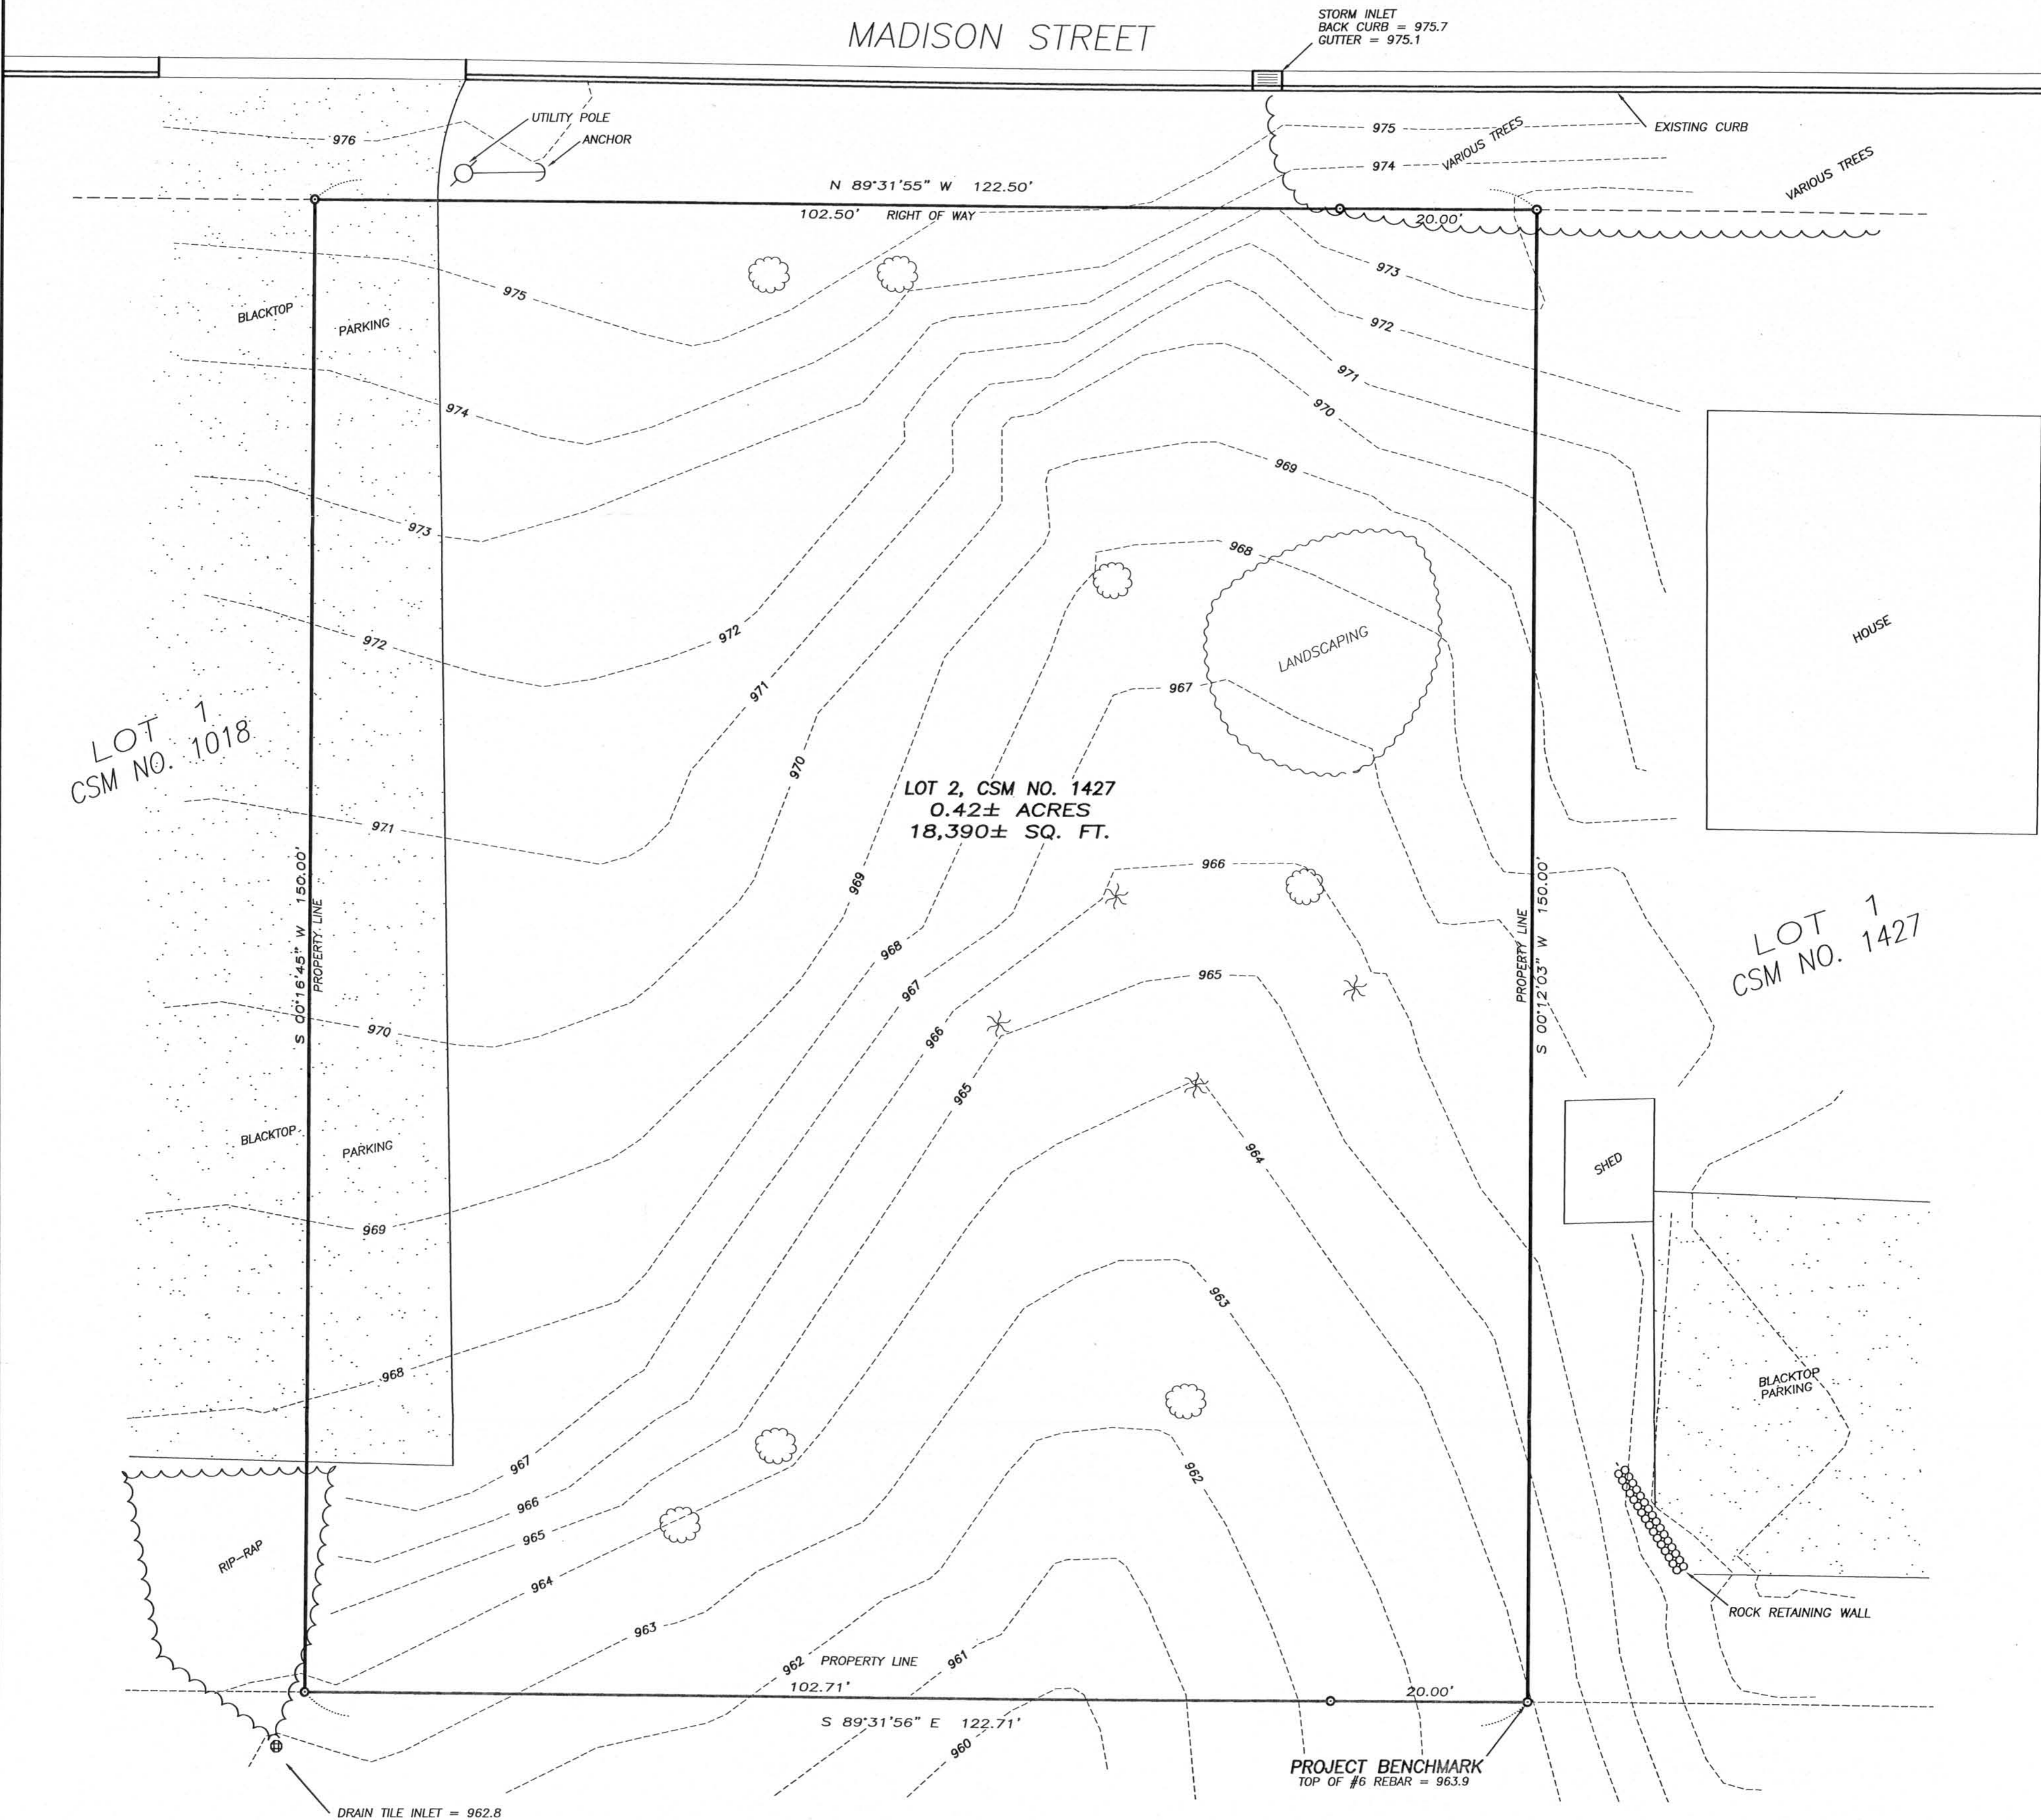 MADISON STREET
STORM INLET
BACK CURB = 975.7
GUTTER = 975.1
UTILITY POLE
ANCHOR
976
975
974
VARIOUS TREES
EXISTING CURB
VARIOUS TREES
N 89°31'55" W 122.50'
102.50' RIGHT OF WAY
20.00'
975
973
972
BLACKTOP
PARKING
971
970
974
969
973
968
972
972
HOUSE
LANDSCAPING
971
967
LOT 1
CSM NO. 1018
970
LOT 2, CSM NO. 1427
0.42± ACRES
18,390± SQ. FT.
971
966
969
S 00°16'45" W 150.00'
PROPERTY LINE
PROPERTY LINE
S 00°12'03" W 150.00'
LOT 1
CSM NO. 1427
968
967
965
970
966
965
BLACKTOP
PARKING
964
SHED
969
963
968
BLACKTOP
PARKING
967
962
966
965
RIP-RAP
964
963
ROCK RETAINING WALL
962
PROPERTY LINE
961
102.71'
20.00'
S 89°31'56" E 122.71'
960
PROJECT BENCHMARK
TOP OF #6 REBAR = 963.9
DRAIN TILE INLET = 962.8